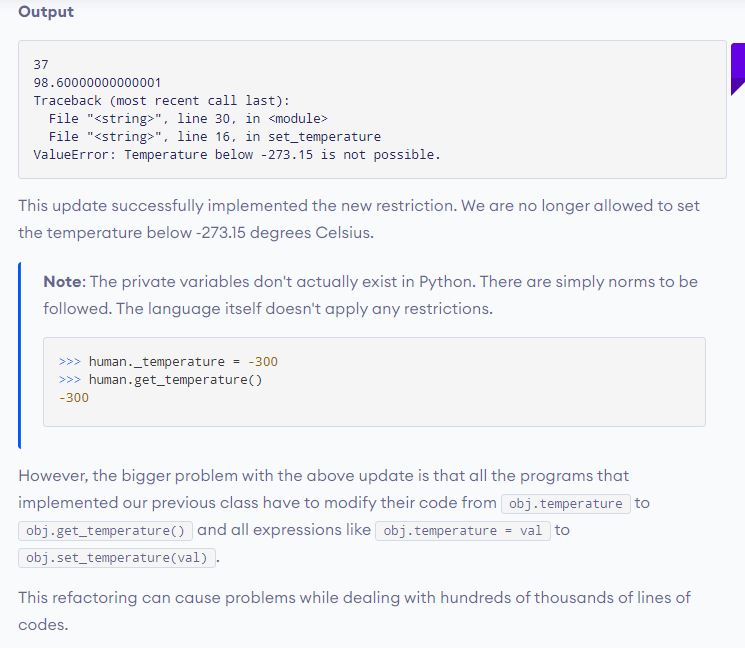 Output
37
98.60000000000001
Traceback (most recent call last):
  File "<string>", line 30, in <module>
  File "<string>", line 16, in set_temperature
ValueError: Temperature below -273.15 is not possible.
This update successfully implemented the new restriction. We are no longer allowed to set
the temperature below -273.15 degrees Celsius.
Note: The private variables don't actually exist in Python. There are simply norms to be
followed. The language itself doesn't apply any restrictions.
>>> human._temperature = -300
>>> human.get_temperature()
-300
However, the bigger problem with the above update is that all the programs that
implemented our previous class have to modify their code from obj.temperature to
obj.get_temperature() and all expressions like obj.temperature = val to
obj.set_temperature(val).
This refactoring can cause problems while dealing with hundreds of thousands of lines of
codes.